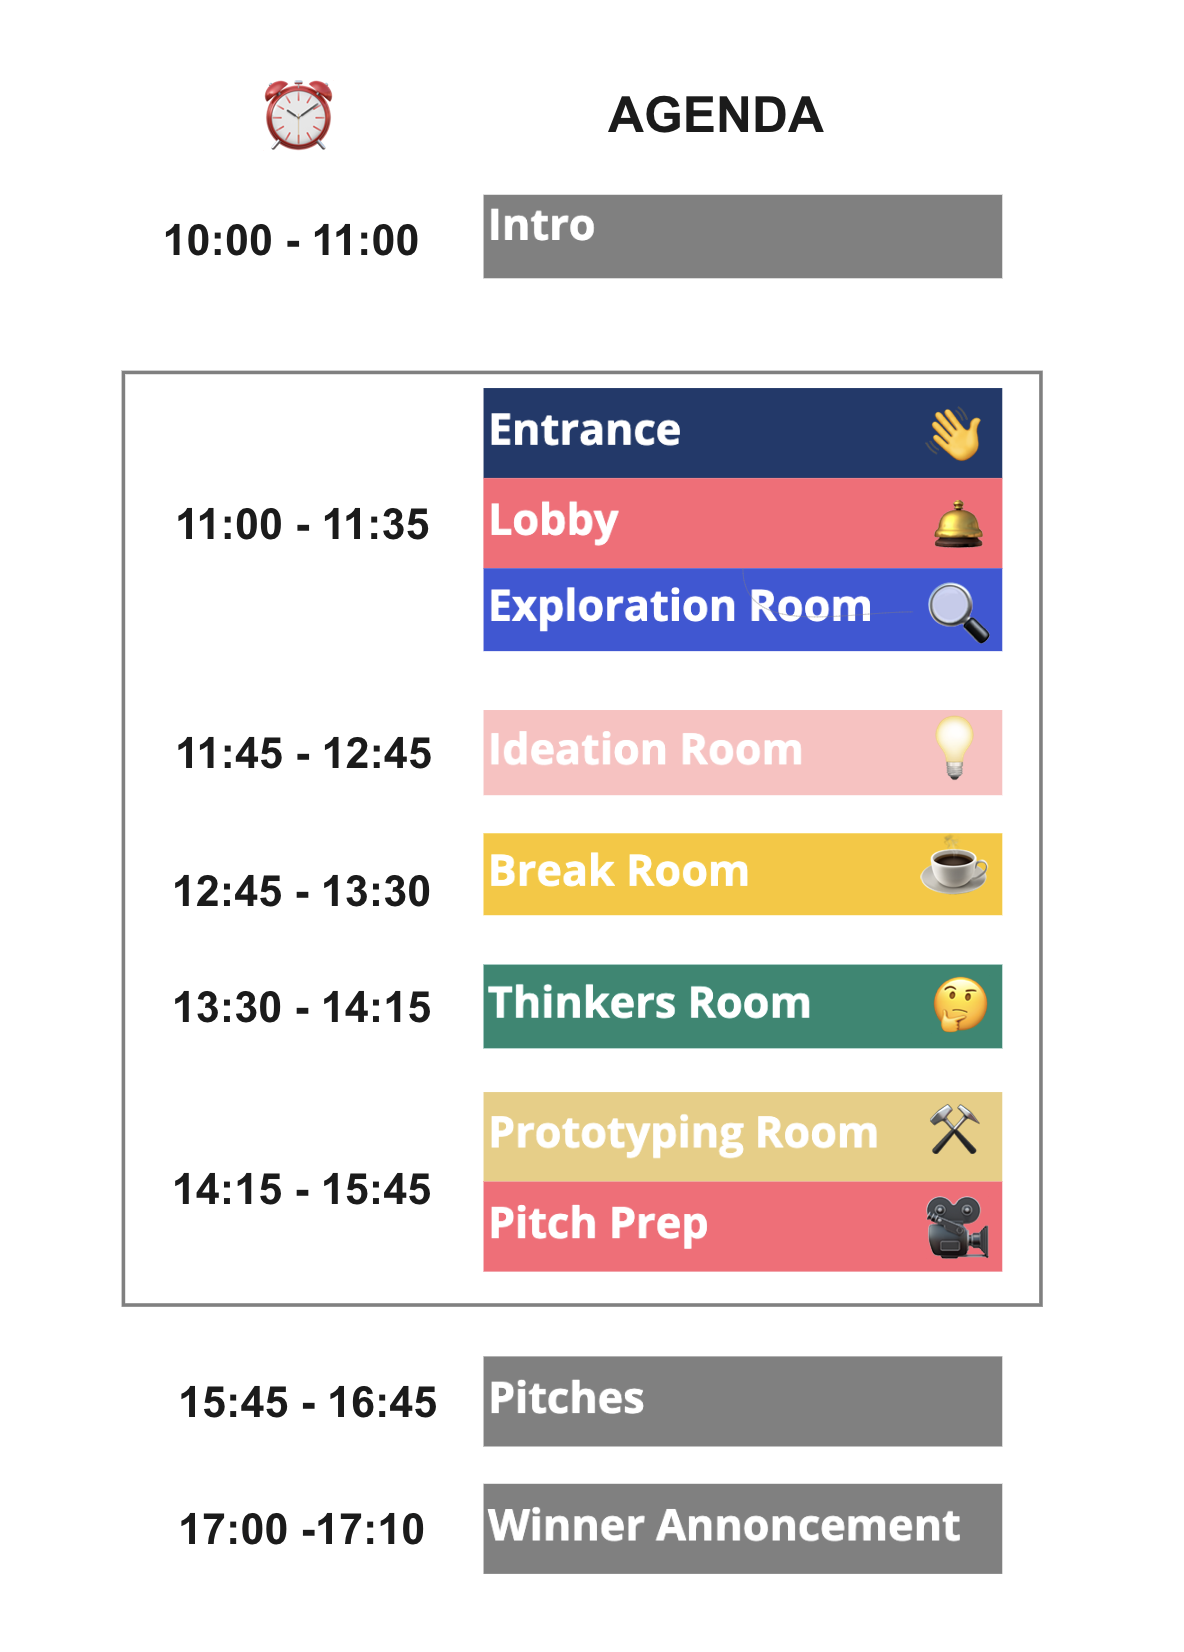 AGENDA
10:00 - 11:00
Intro
11:00 - 11:35
Entrance
Lobby
Exploration Room
11:45 - 12:45
Ideation Room
12:45 - 13:30
Break Room
13:30 - 14:15
Thinkers Room
14:15 - 15:45
Prototyping Room
Pitch Prep
15:45 - 16:45
Pitches
17:00 -17:10
Winner Annoncement